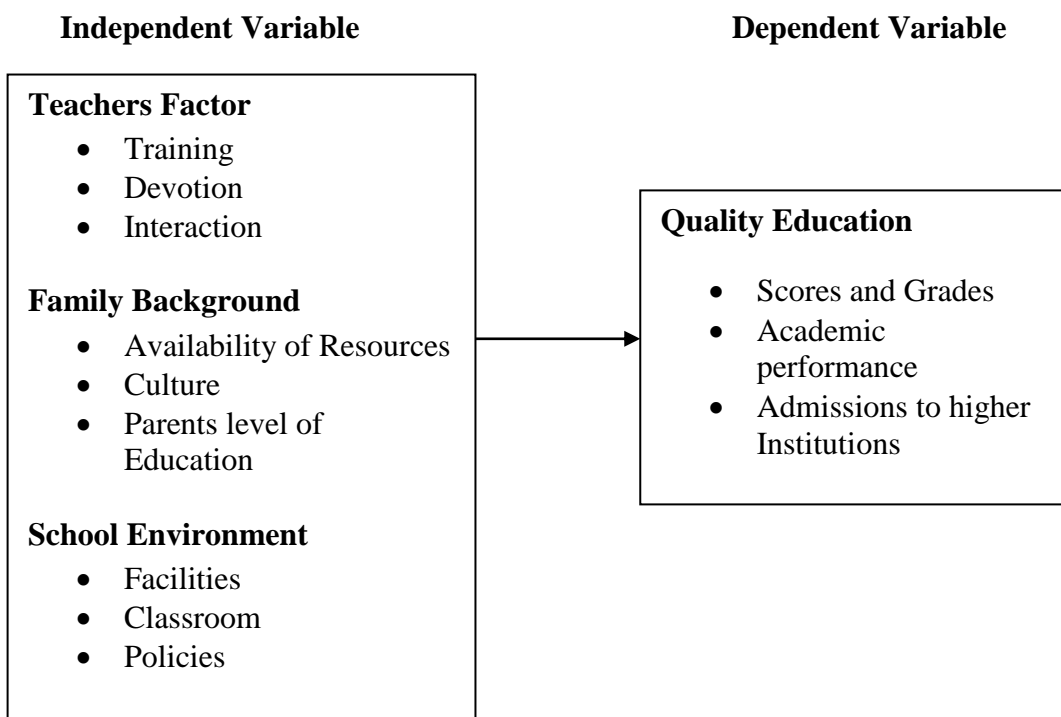 Independent Variable
Dependent Variable
Teachers Factor
• Training
• Devotion
• Interaction
Family Background
• Availability of Resources
• Culture
• Parents level of
Education
School Environment
• Facilities
• Classroom
• Policies
Quality Education
• Scores and Grades
• Academic
performance
• Admissions to higher
Institutions